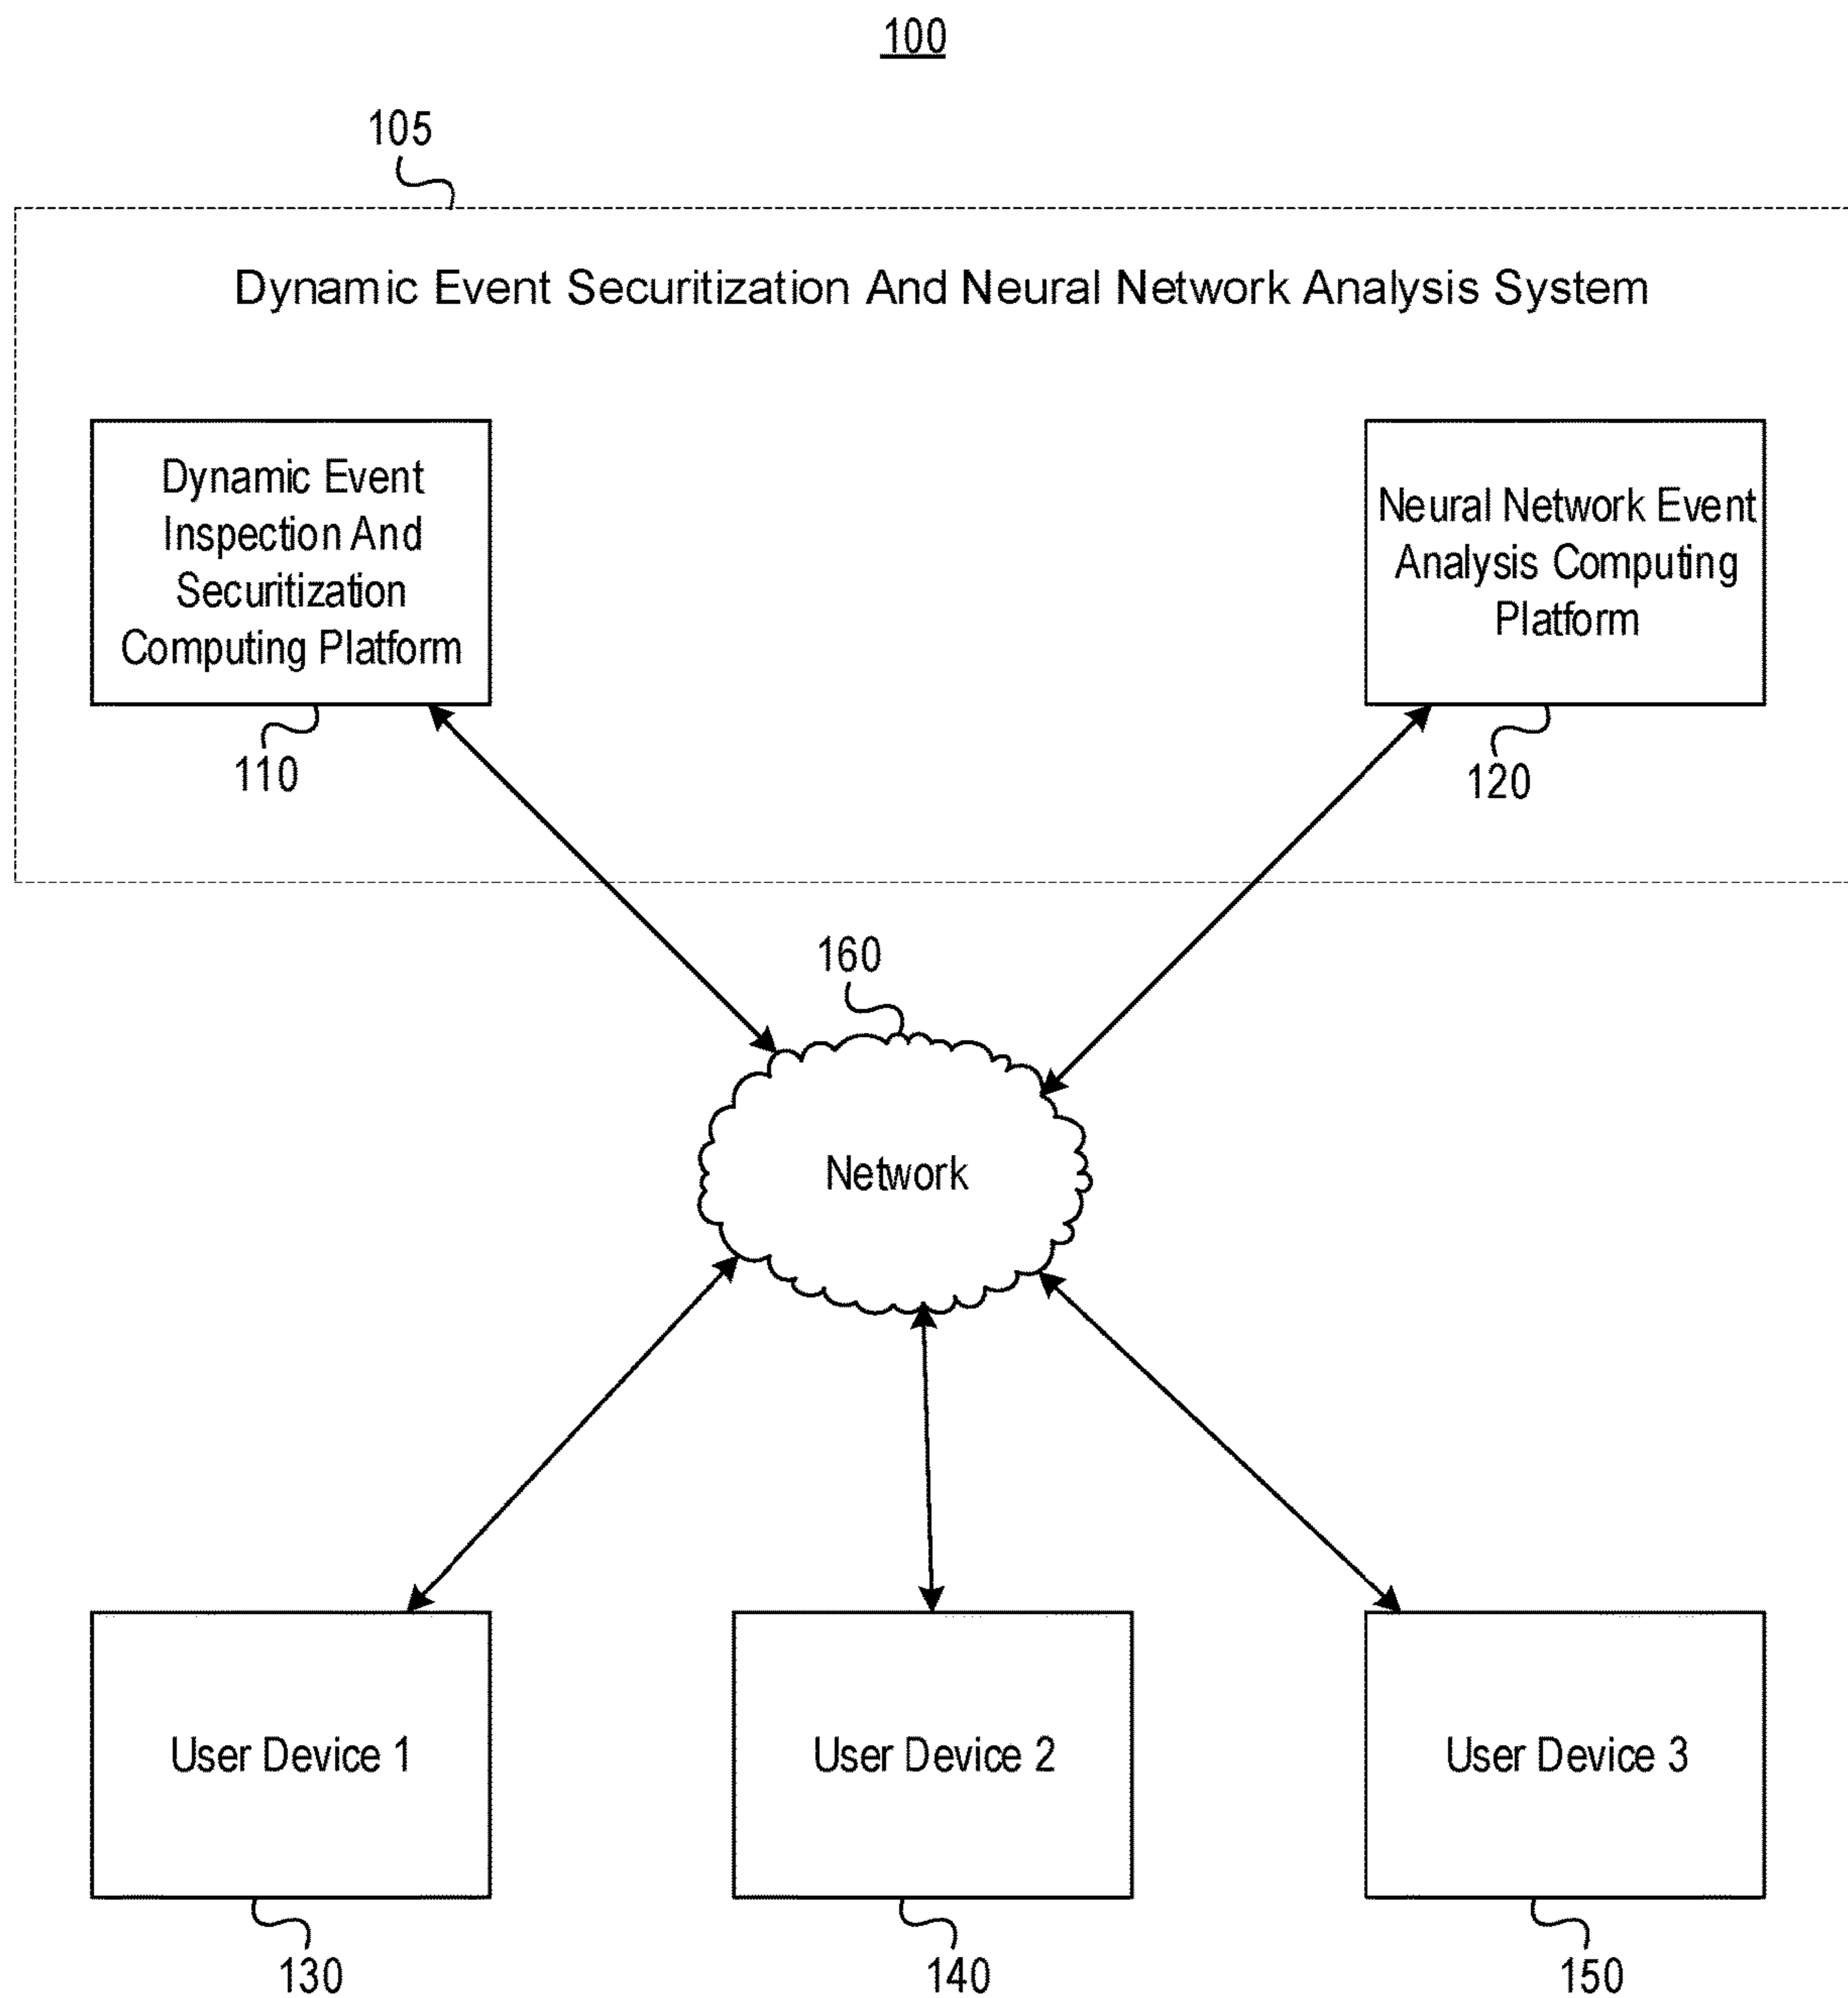 100
105
Dynamic Event Securitization And Neural Network Analysis System
Dynamic Event
Inspection And
Securitization
Computing Platform
Neural Network Event
Analysis Computing
Platform
110
120
160
Network
User Device 1
User Device 2
User Device 3
130
140
150